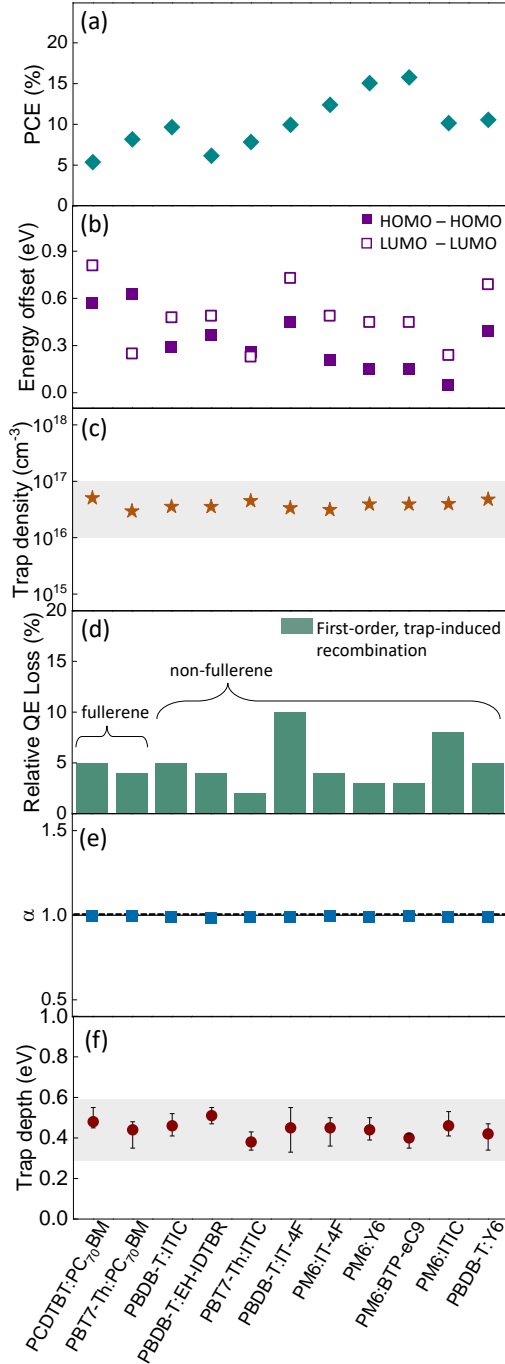 (a)
PCE (%)
20
15
10
5
0
(b)
HOMO – HOMO
LUMO – LUMO
Energy offset (eV)
0.9
0.6
0.3
0.0
(c)
Trap density (cm⁻³)
10¹⁸
10¹⁷
10¹⁶
10¹⁵
(d)
First-order, trap-induced
recombination
non-fullerene
fullerene
Relative QE Loss (%)
20
15
10
5
0
(e)
α
1.5
1.0
0.5
(f)
Trap depth (eV)
1.0
0.8
0.6
0.4
0.2
0.0
PCDTBT:PC₇₀BM
PBT7-Th:PC₇₀BM
PBDB-T:ITIC
PBDB-T:EH-IDTBR
PBT7-Th:ITIC
PBDB-T:IT-4F
PM6:IT-4F
PM6:Y6
PM6:BTP-eC9
PM6:ITIC
PBDB-T:Y6